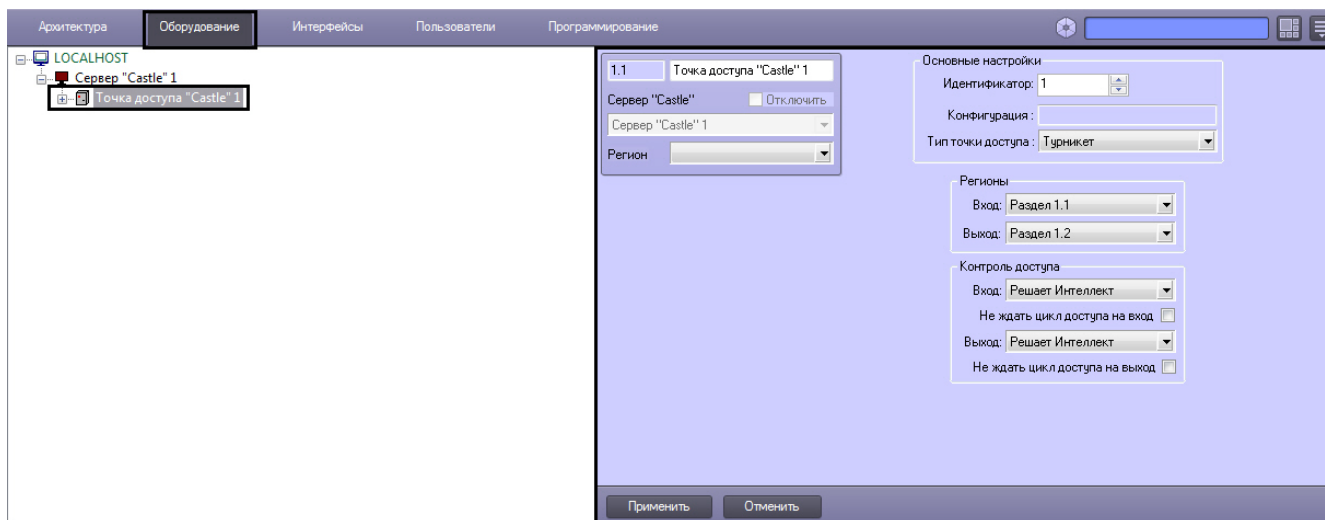 Архитектура Оборудование Интерфейсы Пользователи Программирование
LOCALHOST
Сервер "Castle" 1
Точка доступа "Castle" 1
1.1 Точка доступа "Castle" 1
Сервер "Castle" Отключить
Сервер "Castle" 1
Регион
Основные настройки
Идентификатор: 1
Конфигурация :
Тип точки доступа : Турникет
Регионы
Вход: Раздел 1.1
Выход: Раздел 1.2
Контроль доступа
Вход: Решает Интеллект
Не ждать цикл доступа на вход
Выход: Решает Интеллект
Не ждать цикл доступа на выход
Применить Отменить